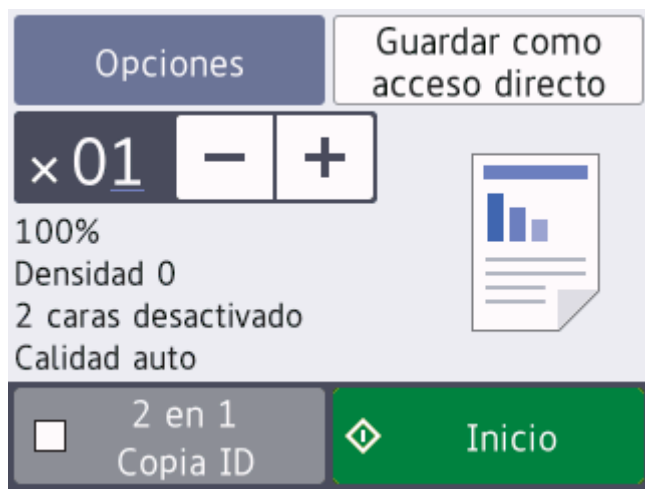 Opciones
Guardar como
acceso directo
×01
100%
Densidad 0
2 caras desactivado
Calidad auto
2 en 1
Copia ID
Inicio